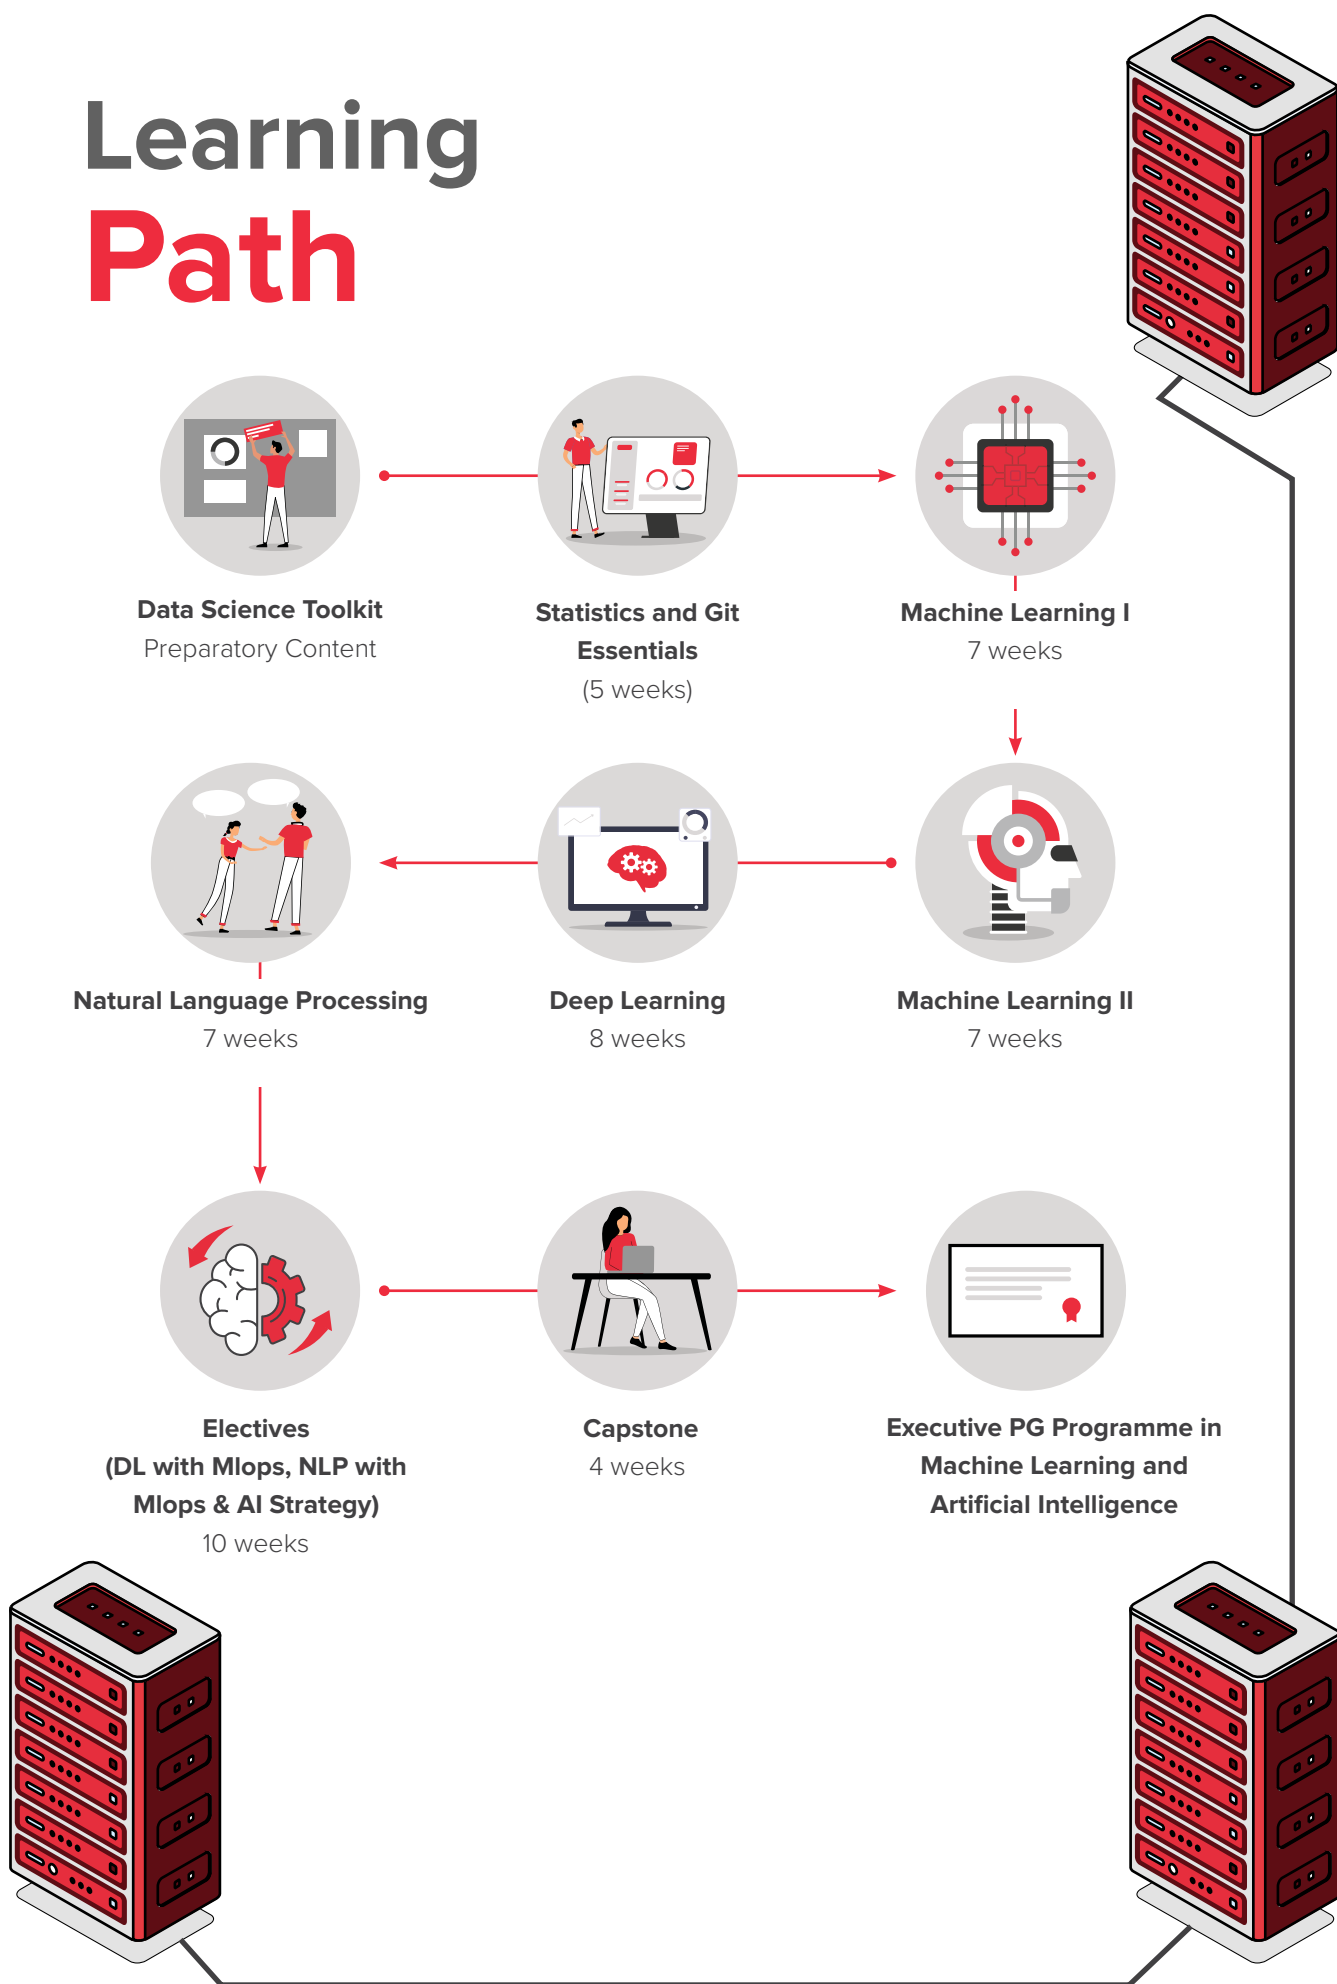 Learning
Path
Data Science Toolkit
Preparatory Content
Statistics and Git
Essentials
(5 weeks)
Machine Learning I
7 weeks
Natural Language Processing
7 weeks
Deep Learning
8 weeks
Machine Learning II
7 weeks
Electives
(DL with Mlops, NLP with
Mlops & AI Strategy)
10 weeks
Capstone
4 weeks
Executive PG Programme in
Machine Learning and
Artificial Intelligence